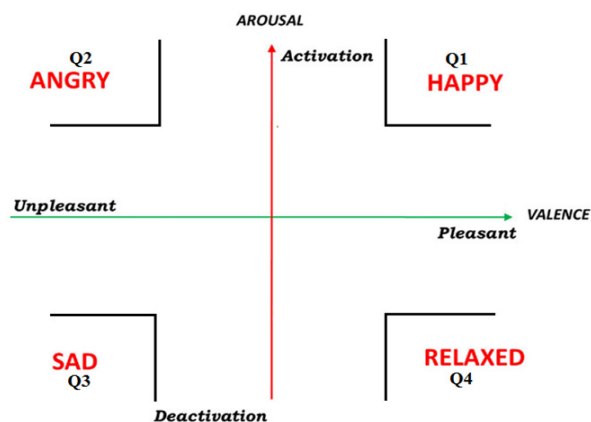 AROUSAL
Q2
Activation
Q1
ANGRY
HAPPY
Unpleasant
VALENCE
Pleasant
SAD
RELAXED
Q3
Q4
Deactivation